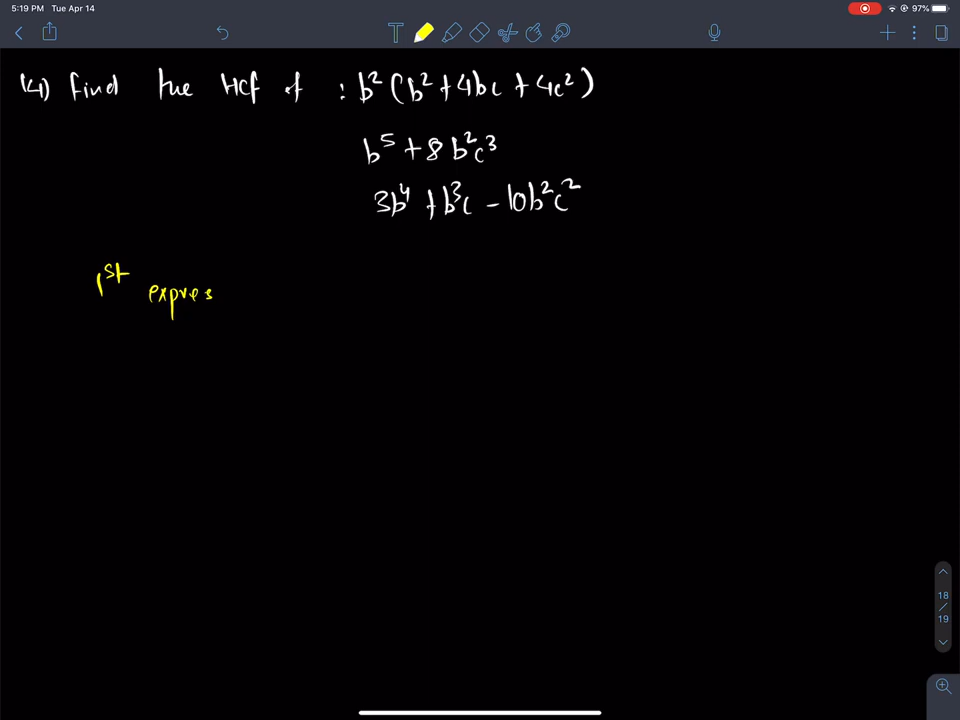 5:19 PM Tue Apr 14
97%
(4) Find the HCF of : b²(b²+4bc+4c²)
b⁵+8b²c³
3b⁴+b³c-10b²c²
1st expres
18
/
19